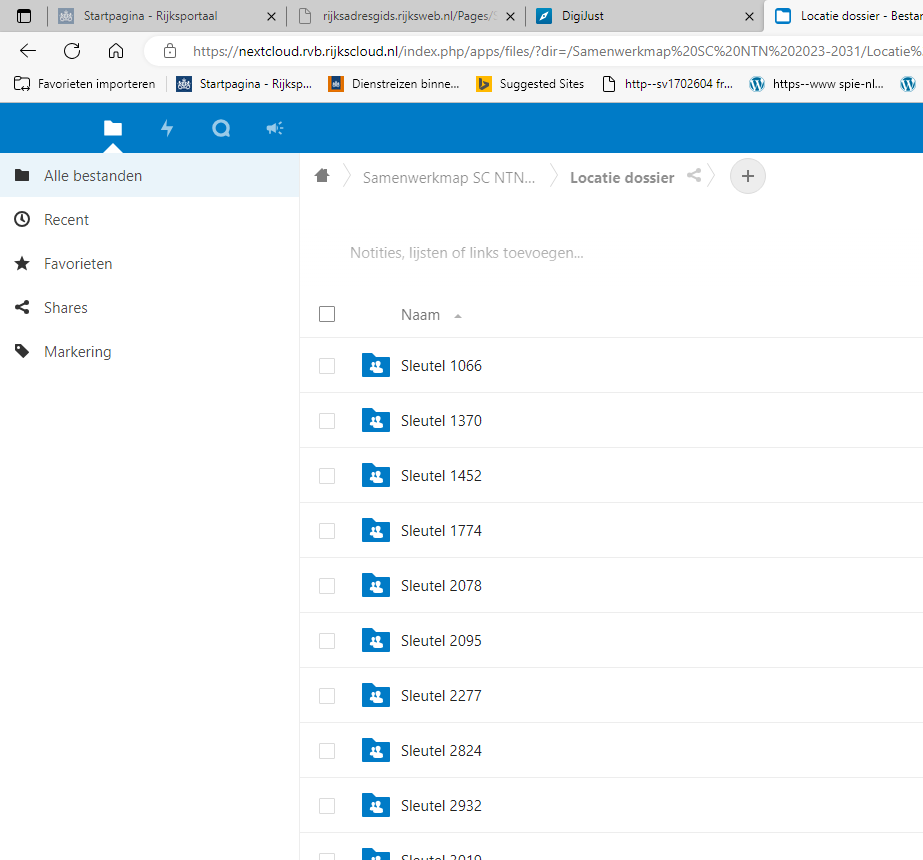 Startpagina - Rijksportaal
rijksadresgids.rijksweb.nl/Pages/S
DigiJust
Locatie dossier - Bestan
https://nextcloud.rvb.rijkscloud.nl/index.php/apps/files/?dir=/Samenwerkmap%20SC%20NTN%202023-2031/Locatie%
Favorieten importeren
Startpagina - Rijksp...
Dienstreizen binne...
Suggested Sites
http--sv1702604 fr...
https--www spie-nl...
Alle bestanden
Recent
Favorieten
Shares
Markering
Samenwerkmap SC NTN...
Locatie dossier
+
Notities, lijsten of links toevoegen...
Naam
Sleutel 1066
Sleutel 1370
Sleutel 1452
Sleutel 1774
Sleutel 2078
Sleutel 2095
Sleutel 2277
Sleutel 2824
Sleutel 2932
Sleutel